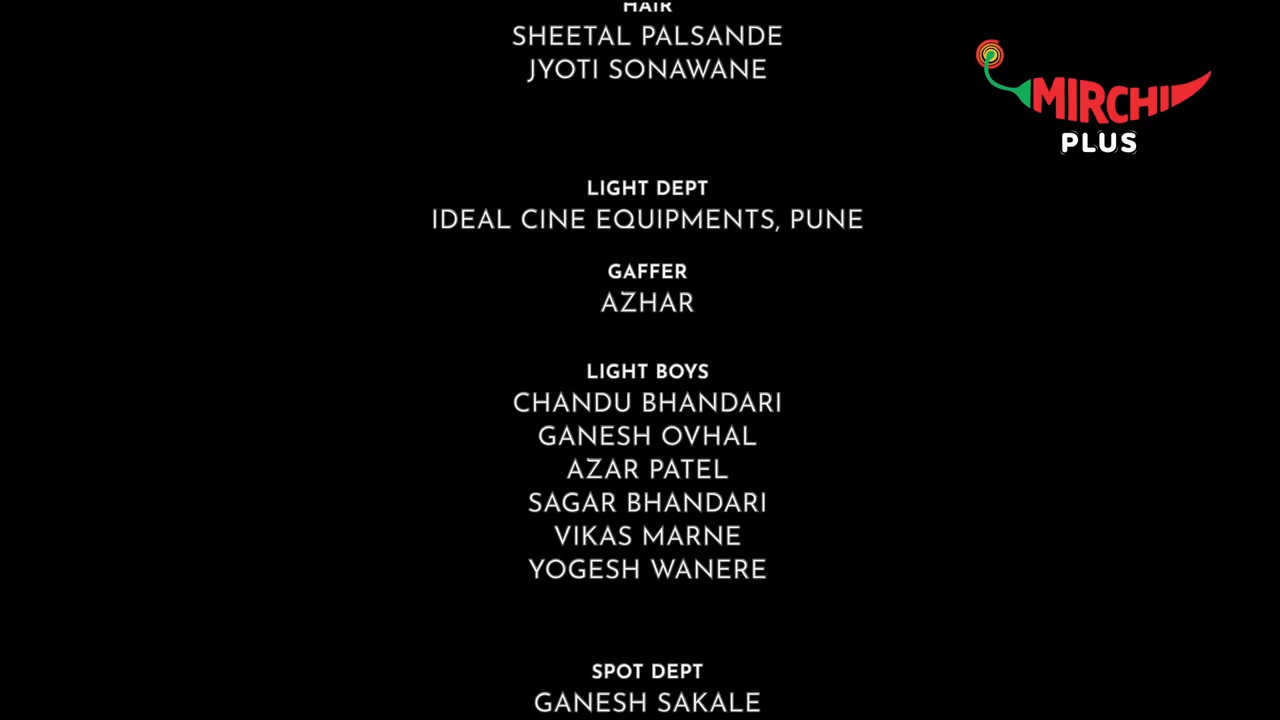 HAIR
SHEETAL PALSANDE
JYOTI SONAWANE
MIRCHI
PLUS
LIGHT DEPT
IDEAL CINE EQUIPMENTS, PUNE
GAFFER
AZHAR
LIGHT BOYS
CHANDU BHANDARI
GANESH OVHAL
AZAR PATEL
SAGAR BHANDARI
VIKAS MARNE
YOGESH WANERE
SPOT DEPT
GANESH SAKALE